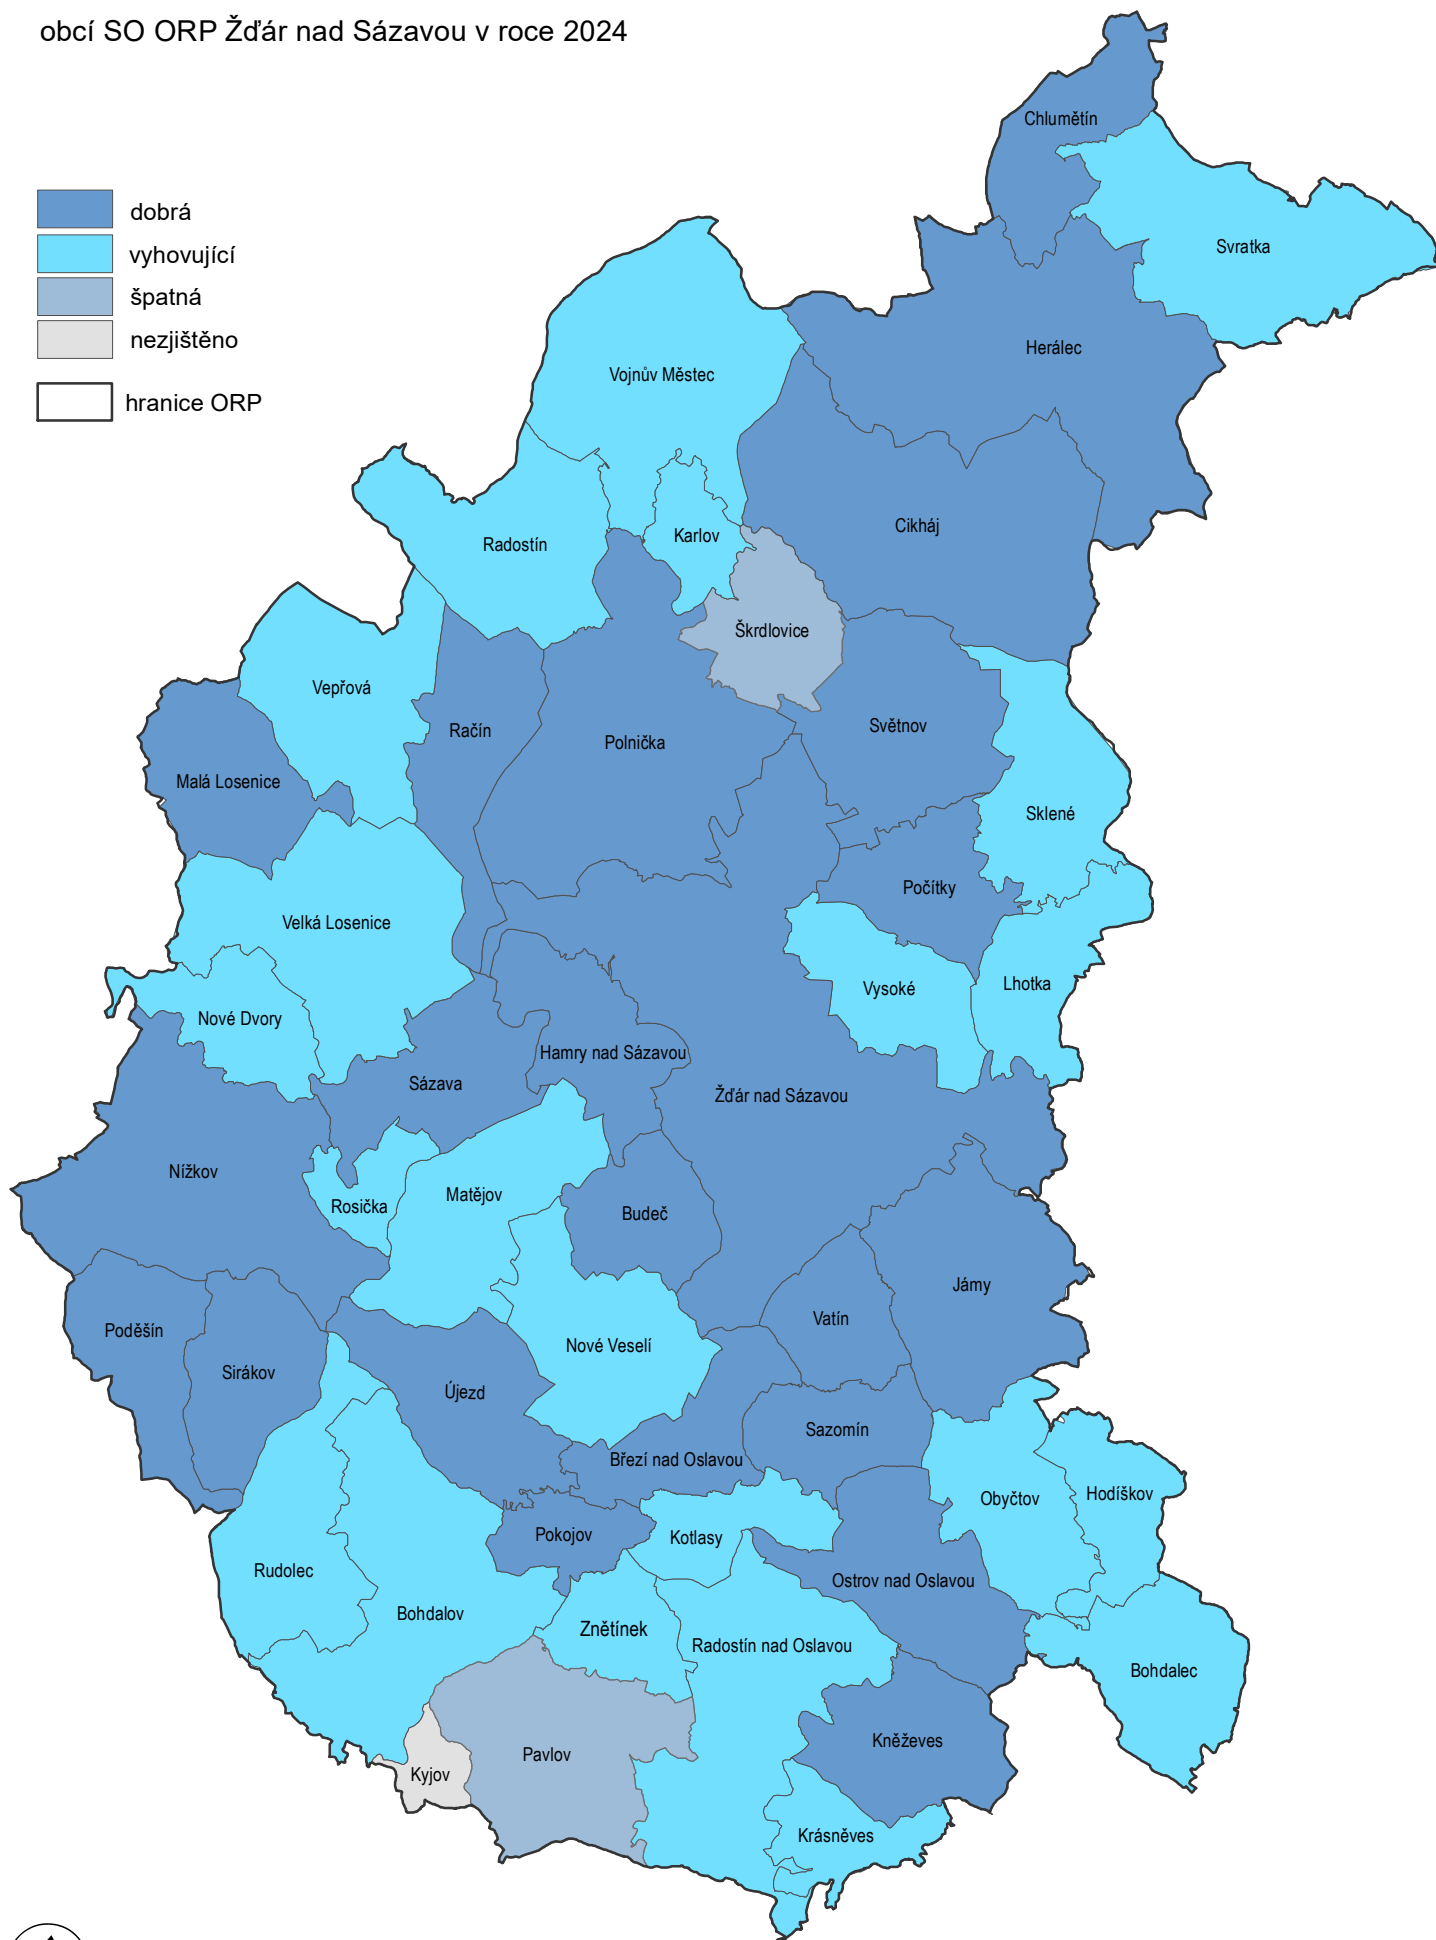 obcí SO ORP Žďár nad Sázavou v roce 2024
Chlumětín
dobrá
vyhovující
Svratka
špatná
nezjištěno
Herálec
Vojnův Městec
hranice ORP
Cikháj
Karlov
Radostín
Škrdlovice
Vepřová
Světnov
Račín
Polnička
Malá Losenice
Sklené
Počítky
Velká Losenice
Lhotka
Vysoké
Nové Dvory
Hamry nad Sázavou
Sázava
Žďár nad Sázavou
Nížkov
Matějov
Rosička
Budeč
Jámy
Vatín
Poděšín
Nové Veselí
Sirákov
Újezd
Sazomín
Březí nad Oslavou
Hodíškov
Obyčtov
Pokojov
Kotlasy
Rudolec
Ostrov nad Oslavou
Bohdalov
Znětínek
Radostín nad Oslavou
Bohdalec
Kněževes
Pavlov
Kyjov
Krásněves